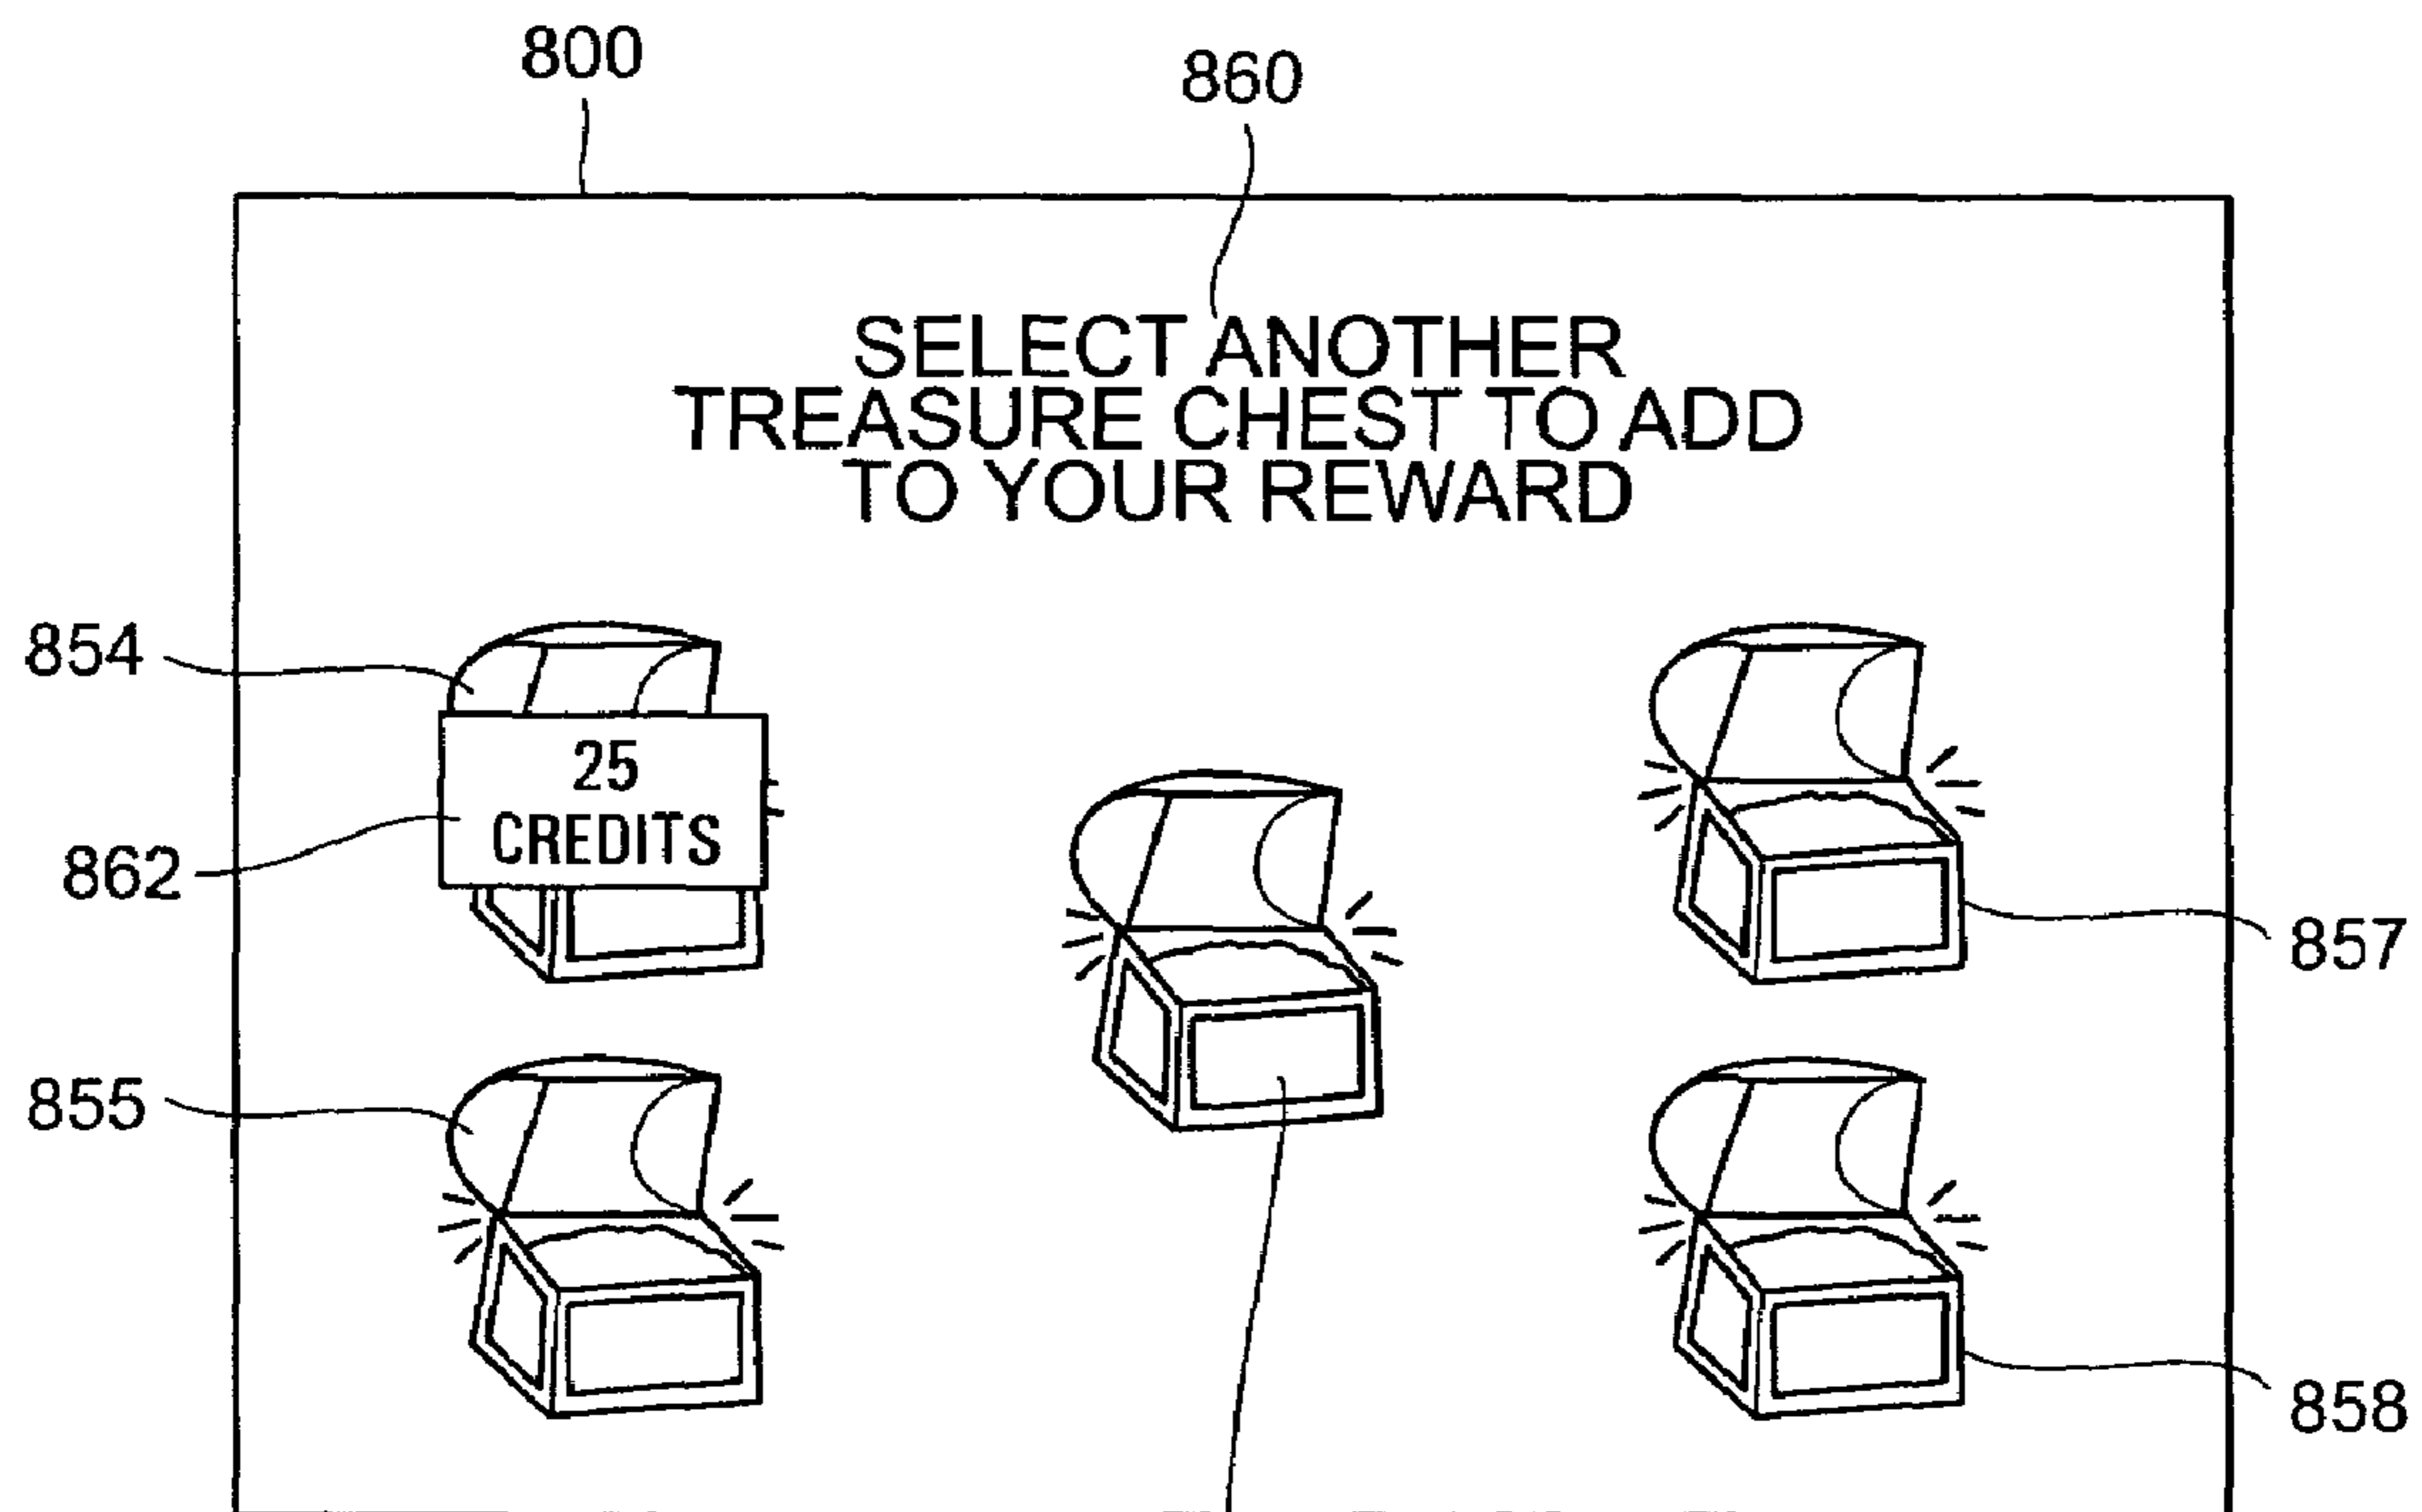 800
860
SELECT ANOTHER
TREASURE CHEST TO ADD
TO YOUR REWARD
854
25
CREDITS
862
857
855
858